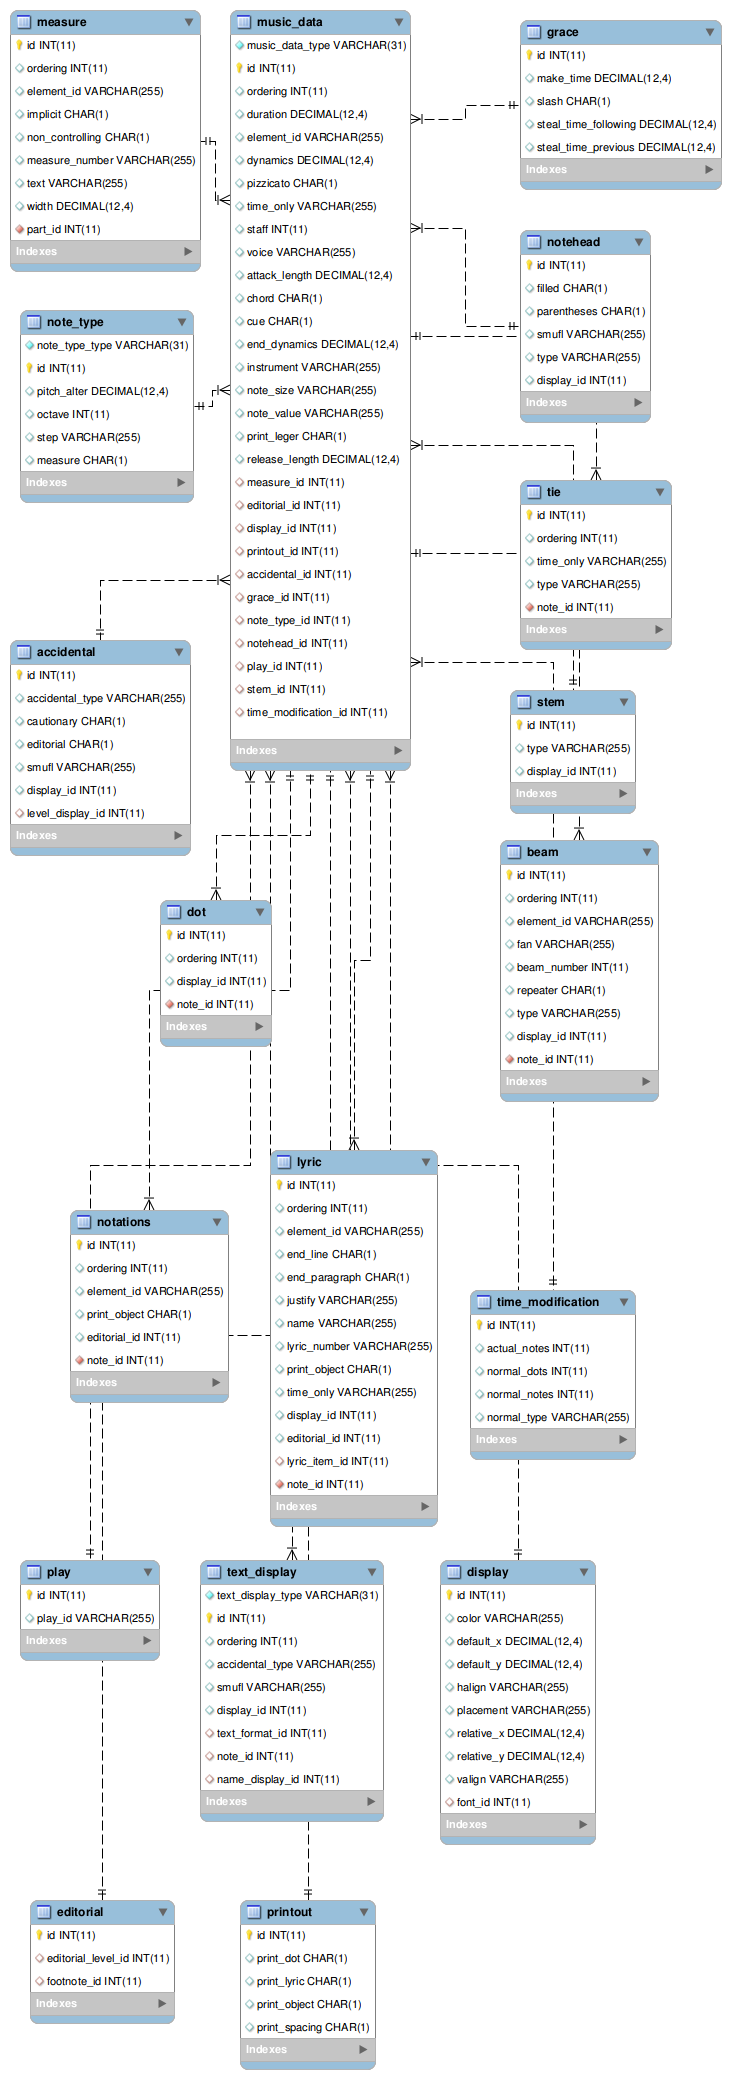 measure
id INT(11)
ordering INT(11)
element_id VARCHAR(255)
implicit CHAR(1)
non_controlling CHAR(1)
measure_number VARCHAR(255)
text VARCHAR(255)
width DECIMAL(12,4)
part_id INT(11)
Indexes
music_data
music_data_type VARCHAR(31)
id INT(11)
ordering INT(11)
duration DECIMAL(12,4)
element_id VARCHAR(255)
dynamics DECIMAL(12,4)
pizzicato CHAR(1)
time_only VARCHAR(255)
staff INT(11)
voice VARCHAR(255)
attack_length DECIMAL(12,4)
chord CHAR(1)
cue CHAR(1)
end_dynamics DECIMAL(12,4)
instrument VARCHAR(255)
note_size VARCHAR(255)
note_value VARCHAR(255)
print_leger CHAR(1)
release_length DECIMAL(12,4)
measure_id INT(11)
editorial_id INT(11)
display_id INT(11)
printout_id INT(11)
accidental_id INT(11)
grace_id INT(11)
note_type_id INT(11)
notehead_id INT(11)
play_id INT(11)
stem_id INT(11)
time_modification_id INT(11)
Indexes
grace
id INT(11)
make_time DECIMAL(12,4)
slash CHAR(1)
steal_time_following DECIMAL(12,4)
steal_time_previous DECIMAL(12,4)
Indexes
notehead
id INT(11)
filled CHAR(1)
parentheses CHAR(1)
smufl VARCHAR(255)
type VARCHAR(255)
display_id INT(11)
Indexes
note_type
note_type_type VARCHAR(31)
id INT(11)
pitch_alter DECIMAL(12,4)
octave INT(11)
step VARCHAR(255)
measure CHAR(1)
Indexes
tie
id INT(11)
ordering INT(11)
time_only VARCHAR(255)
type VARCHAR(255)
note_id INT(11)
Indexes
accidental
id INT(11)
accidental_type VARCHAR(255)
cautionary CHAR(1)
editorial CHAR(1)
smufl VARCHAR(255)
display_id INT(11)
level_display_id INT(11)
Indexes
stem
id INT(11)
type VARCHAR(255)
display_id INT(11)
Indexes
beam
id INT(11)
ordering INT(11)
element_id VARCHAR(255)
fan VARCHAR(255)
beam_number INT(11)
repeater CHAR(1)
type VARCHAR(255)
display_id INT(11)
note_id INT(11)
Indexes
dot
id INT(11)
ordering INT(11)
display_id INT(11)
note_id INT(11)
Indexes
lyric
id INT(11)
ordering INT(11)
element_id VARCHAR(255)
end_line CHAR(1)
end_paragraph CHAR(1)
justify VARCHAR(255)
name VARCHAR(255)
lyric_number VARCHAR(255)
print_object CHAR(1)
time_only VARCHAR(255)
display_id INT(11)
editorial_id INT(11)
lyric_item_id INT(11)
note_id INT(11)
Indexes
notations
id INT(11)
ordering INT(11)
element_id VARCHAR(255)
print_object CHAR(1)
editorial_id INT(11)
note_id INT(11)
Indexes
time_modification
id INT(11)
actual_notes INT(11)
normal_dots INT(11)
normal_notes INT(11)
normal_type VARCHAR(255)
Indexes
play
id INT(11)
play_id VARCHAR(255)
Indexes
text_display
text_display_type VARCHAR(31)
id INT(11)
ordering INT(11)
accidental_type VARCHAR(255)
smufl VARCHAR(255)
display_id INT(11)
text_format_id INT(11)
note_id INT(11)
name_display_id INT(11)
Indexes
display
id INT(11)
color VARCHAR(255)
default_x DECIMAL(12,4)
default_y DECIMAL(12,4)
halign VARCHAR(255)
placement VARCHAR(255)
relative_x DECIMAL(12,4)
relative_y DECIMAL(12,4)
valign VARCHAR(255)
font_id INT(11)
Indexes
editorial
id INT(11)
editorial_level_id INT(11)
footnote_id INT(11)
Indexes
printout
id INT(11)
print_dot CHAR(1)
print_lyric CHAR(1)
print_object CHAR(1)
print_spacing CHAR(1)
Indexes